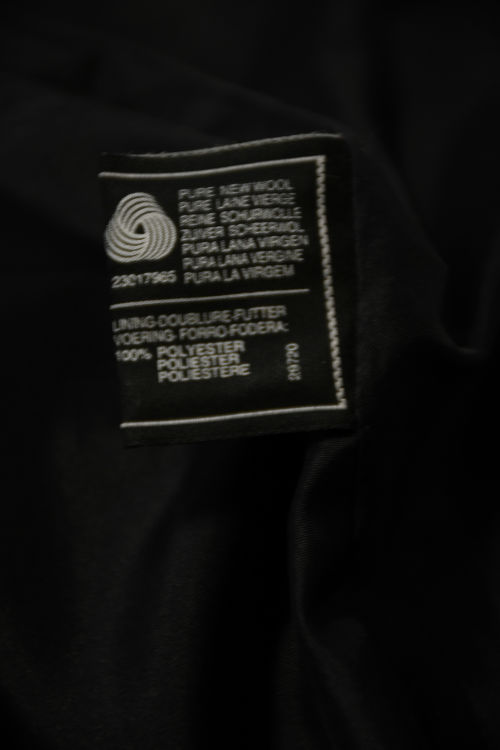 PURE NEW WOOL
PURE LAINE VIERGE
REINE SCHURWOLLE
ZUIVER SCHEERWOL
PURA LANA VIRGEN
PURA LANA VERGINE
PURA LA VIRGEM
23017965
LINING-DOUBLURE-FUTTER
VOERING-FORRO-FODERA:
100% POLYESTER
POLIESTER
POLIESTERE
26720